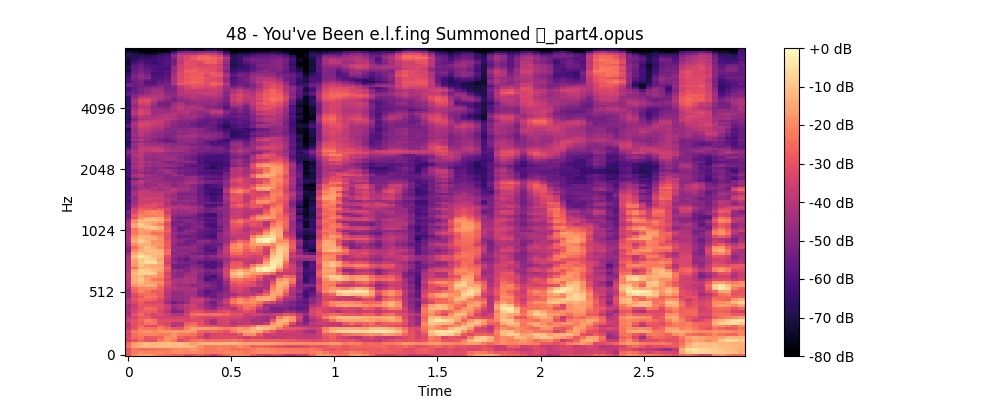 48 - You've Been e.l.f.ing Summoned _part4.opus
+0 dB
4096
-10 dB
-20 dB
2048
-30 dB
Hz
1024
-40 dB
-50 dB
512
-60 dB
-70 dB
0
-80 dB
0 0.5 1 1.5 2 2.5
Time